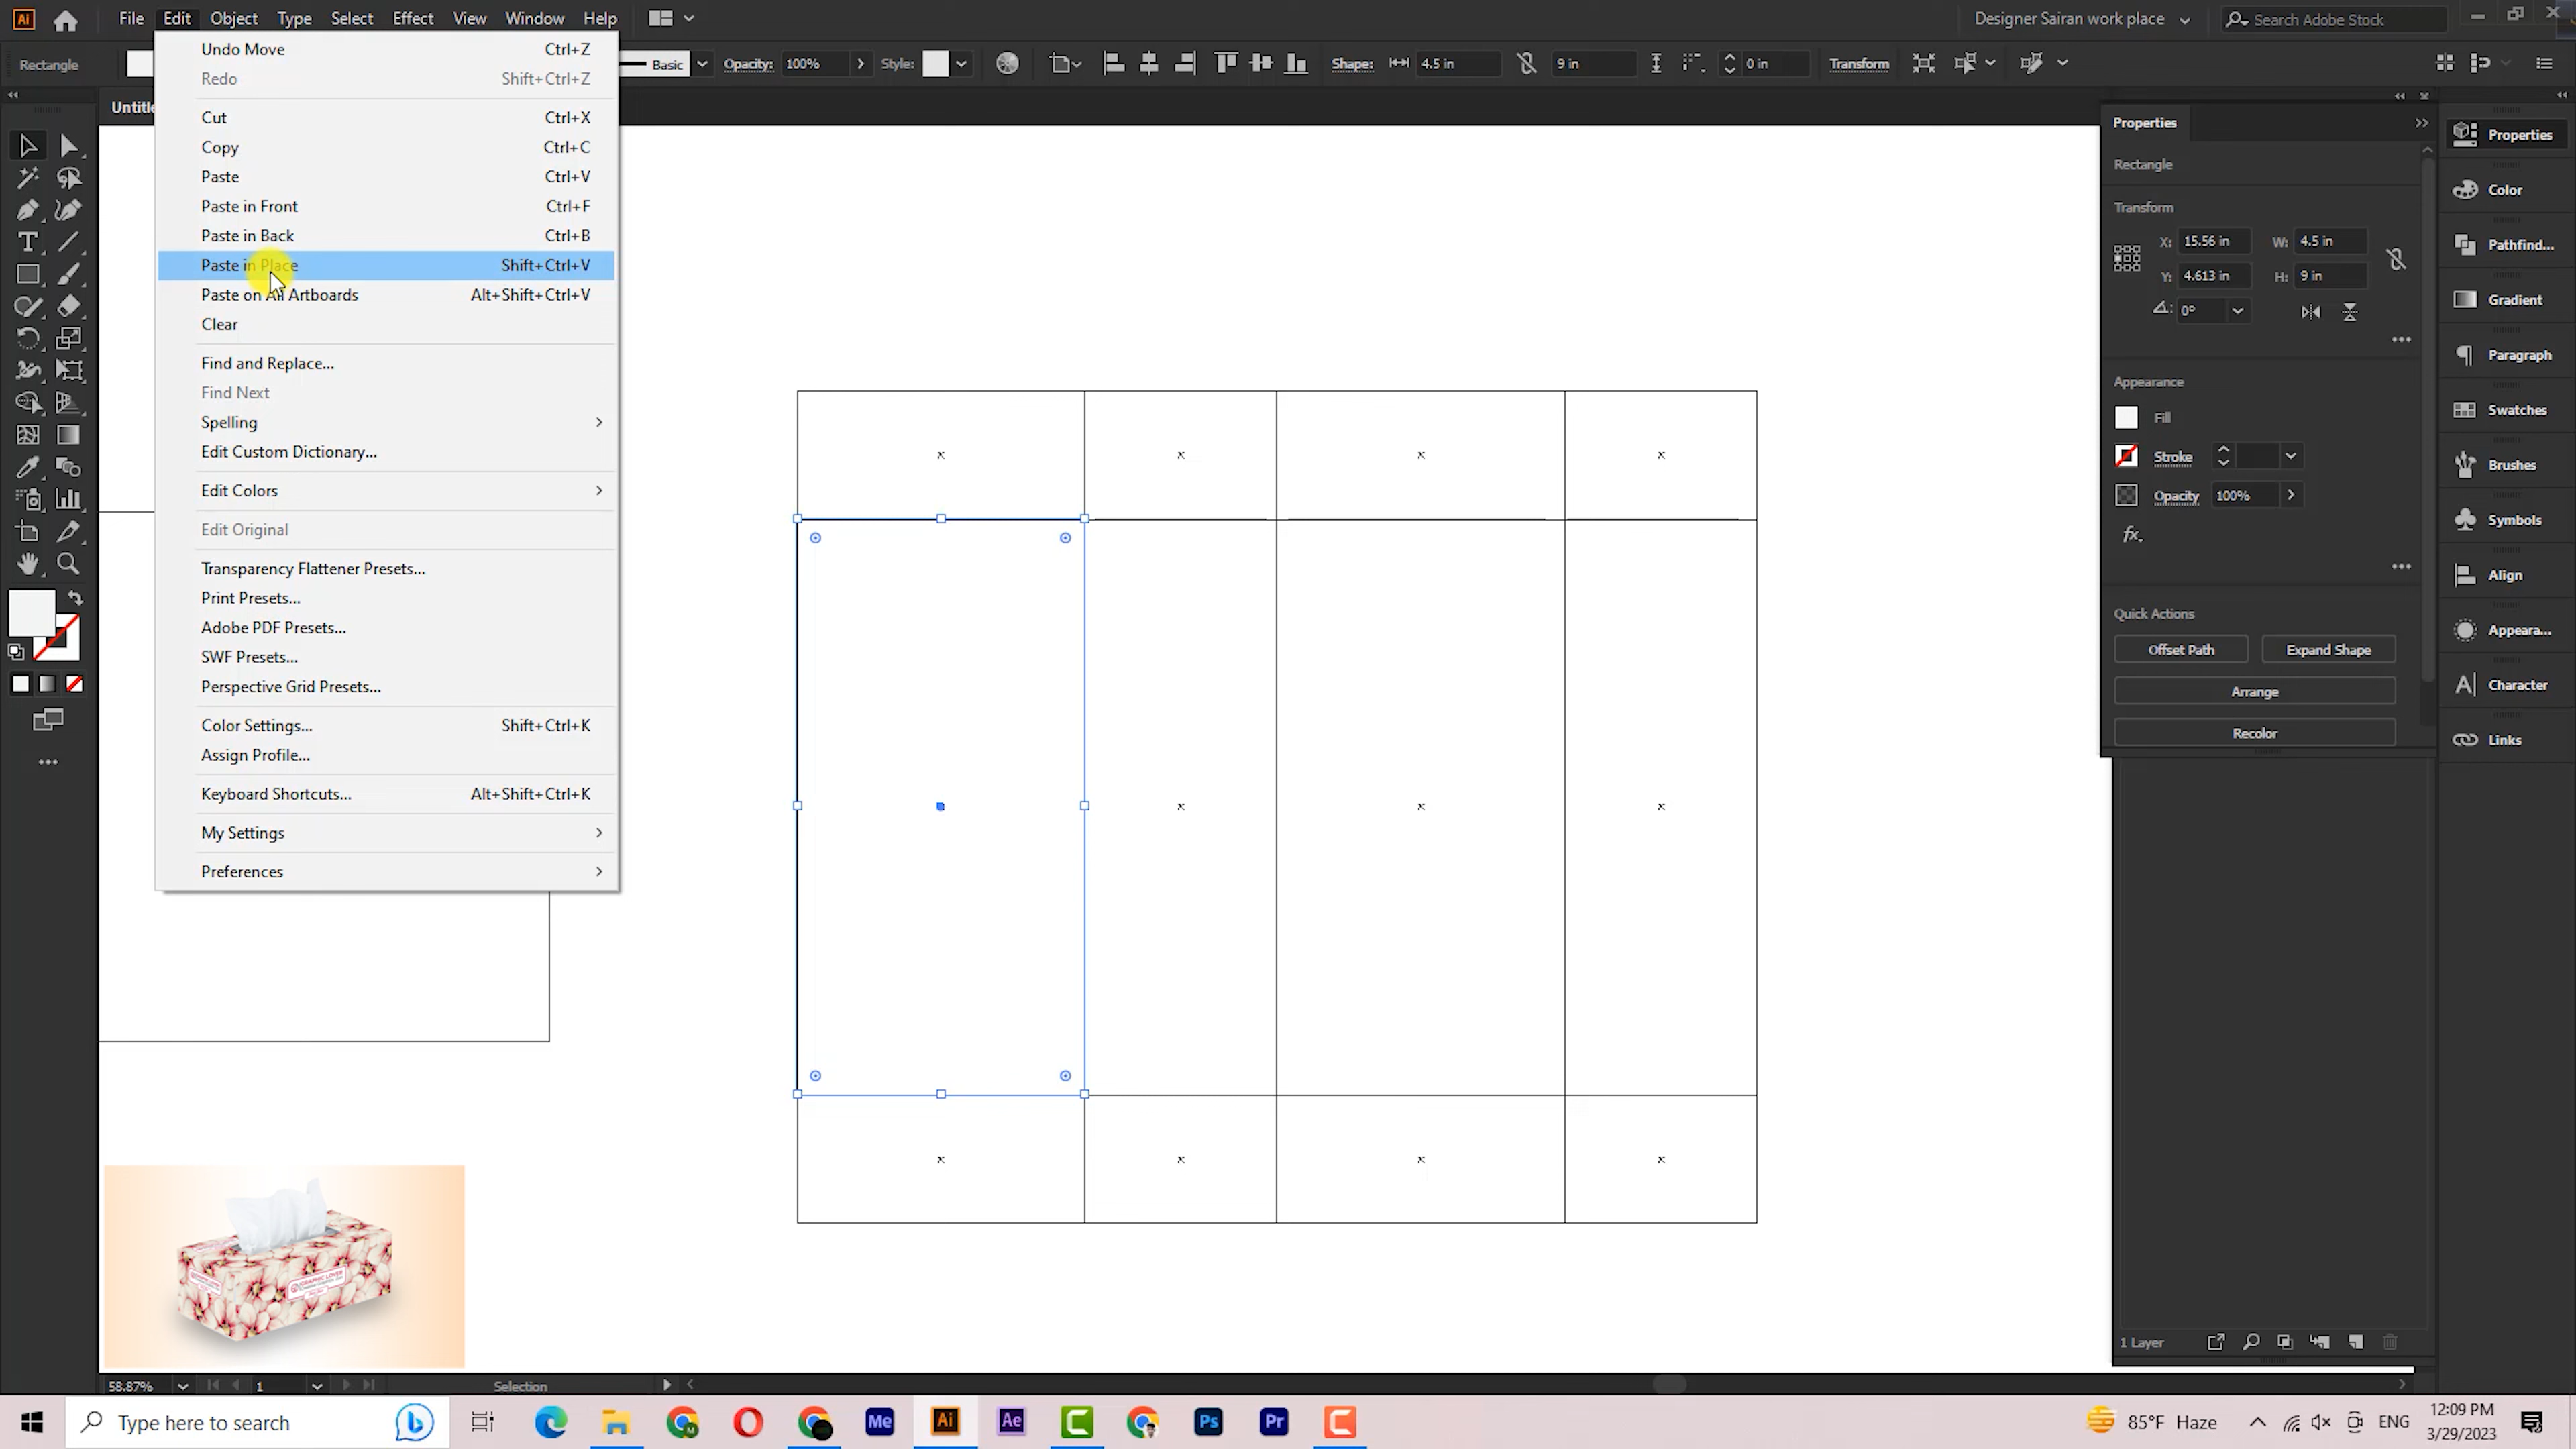 Ai File Edit Object Type Select Effect View Window Help Designer Sairan work place Search Adobe Stock
Rectangle Basic Opacity: 100% Style: Shape: 4.5 in 9 in 0 in Transform
Untitle
Undo Move Ctrl+Z
Redo Shift+Ctrl+Z
Cut Ctrl+X
Copy Ctrl+C
Paste Ctrl+V
Paste in Front Ctrl+F
Paste in Back Ctrl+B
Paste in Place Shift+Ctrl+V
Paste on All Artboards Alt+Shift+Ctrl+V
Clear
Find and Replace...
Find Next
Spelling
Edit Custom Dictionary...
Edit Colors
Edit Original
Transparency Flattener Presets...
Print Presets...
Adobe PDF Presets...
SWF Presets...
Perspective Grid Presets...
Color Settings... Shift+Ctrl+K
Assign Profile...
Keyboard Shortcuts... Alt+Shift+Ctrl+K
My Settings
Preferences
Properties
Rectangle
Transform
X: 15.56 in W: 4.5 in
Y: 4.613 in H: 9 in
0°
Appearance
Fill
Stroke
Opacity 100%
fx.
Quick Actions
Offset Path Expand Shape
Arrange
Recolor
1 Layer
Properties
Color
Pathfind...
Gradient
Paragraph
Swatches
Brushes
Symbols
Align
Appeara...
Character
Links
GRAPHIC LOVER
58.87% 1 Selection
Type here to search Me Ai Ae Ps Pr 85°F Haze ENG 12:09 PM
3/29/2023